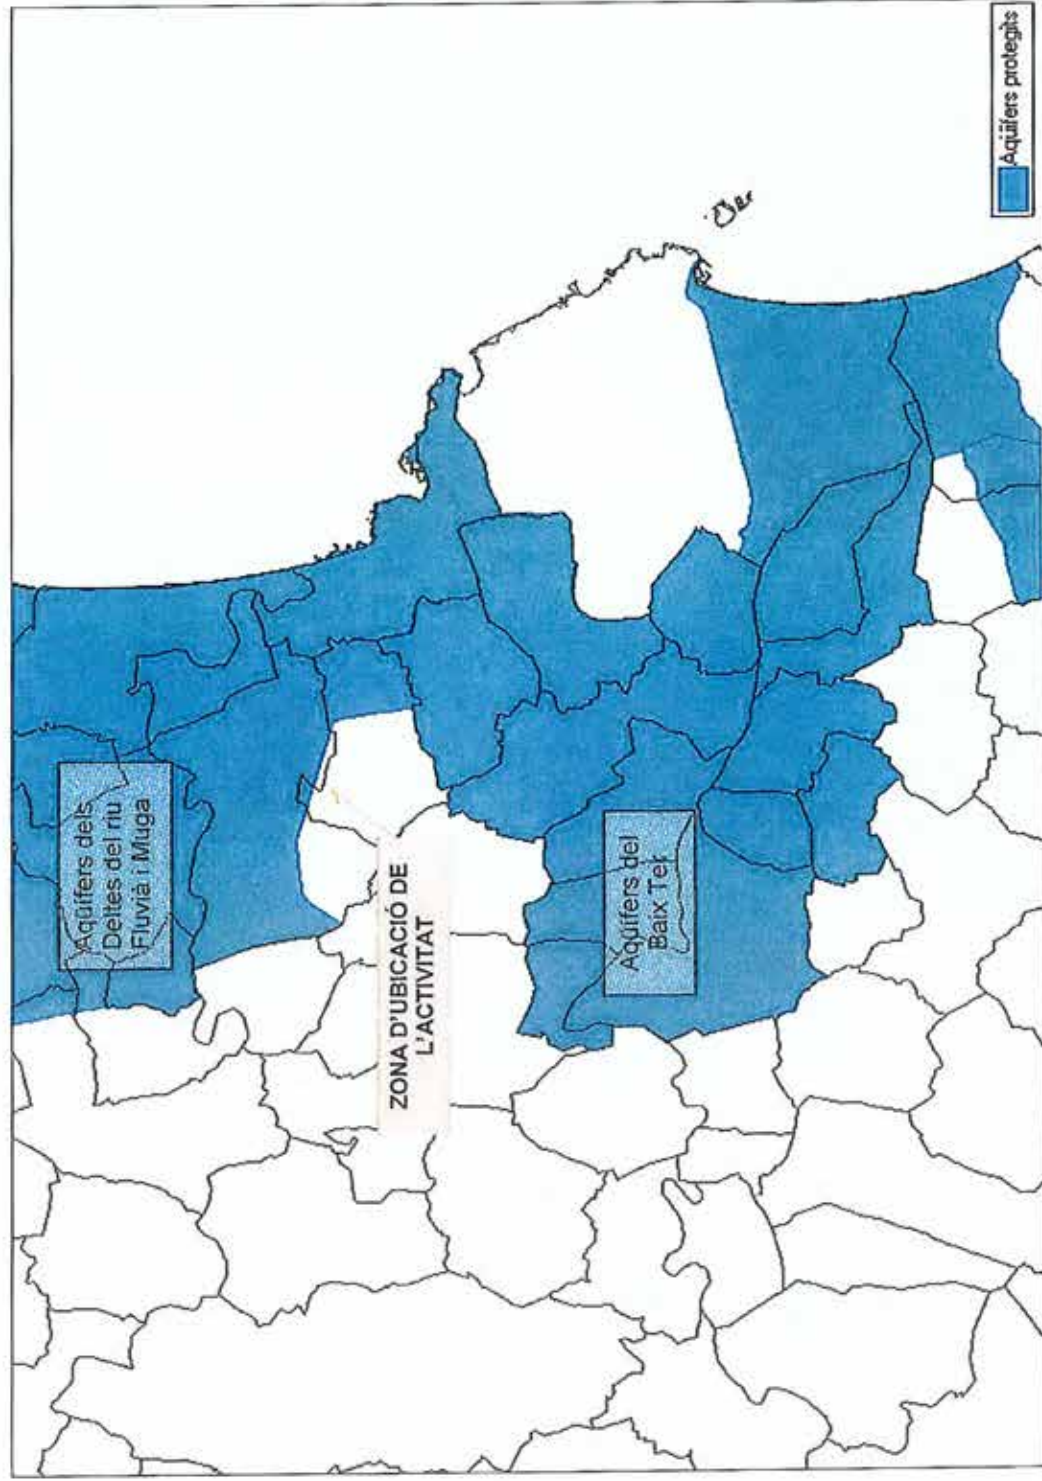 Aqüífers dels
Deltes del riu
Fluvià i Muga
ZONA D'UBICACIÓ DE
L'ACTIVITAT
Aqüífers del
Baix Ter
Aqüífers protegits